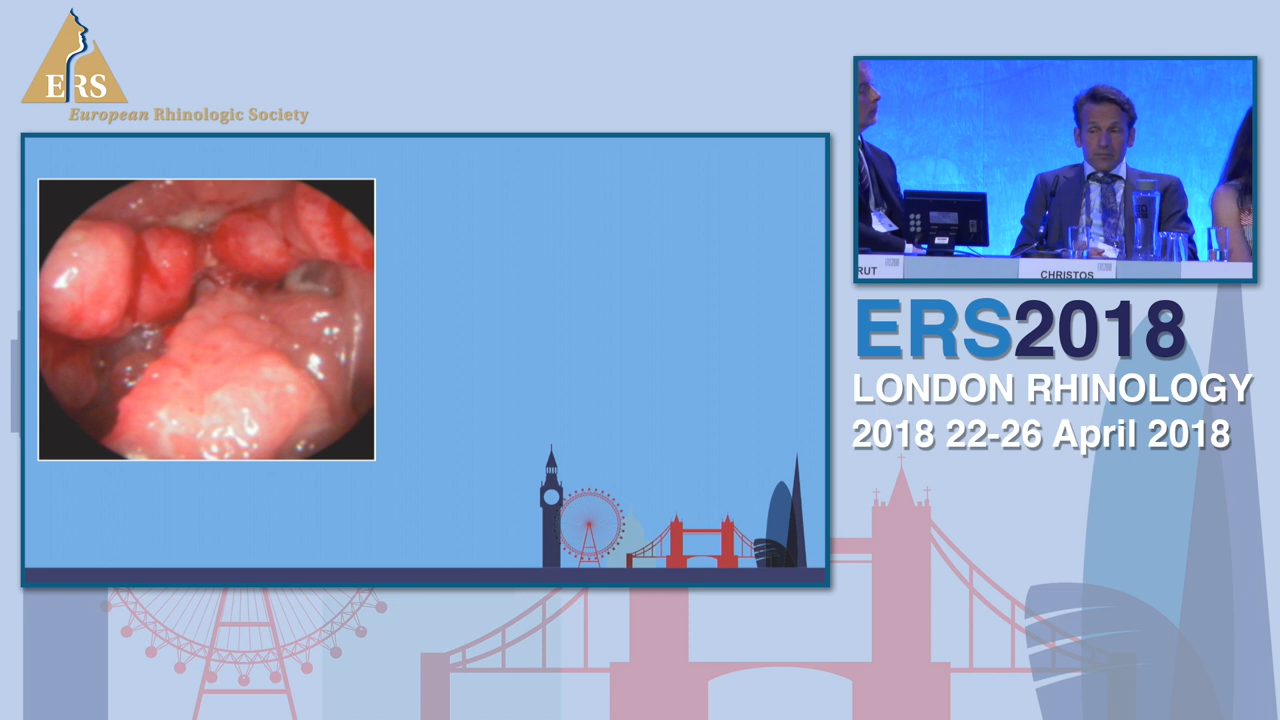 ERS
European Rhinologic Society
RUT
CHRISTOS
ERS2018
LONDON RHINOLOGY
2018 22-26 April 2018